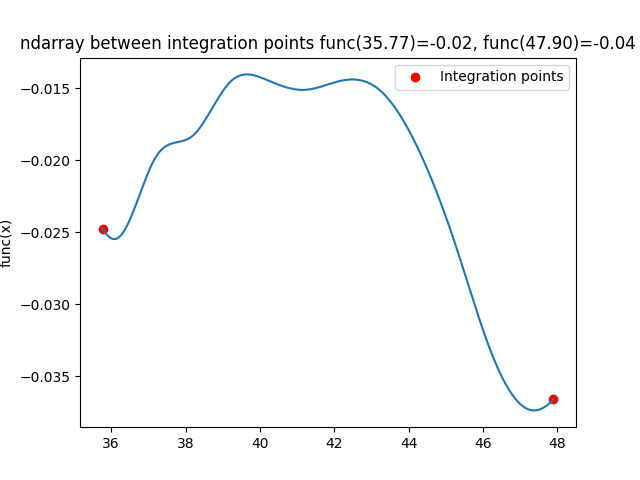 ndarray between integration points func(35.77)=-0.02, func(47.90)=-0.04
Integration points
func(x)
−0.015
−0.020
−0.025
−0.030
−0.035
36 38 40 42 44 46 48